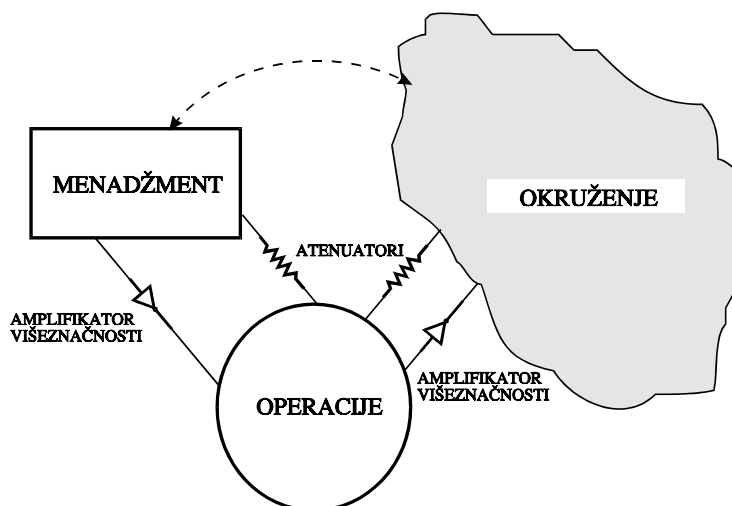 MENADŽMENT
OKRUŽENJE
ATENUATORI
AMPLIFIKATOR
VIŠEZNAČNOSTI
AMPLIFIKATOR
VIŠEZNAČNOSTI
OPERACIJE